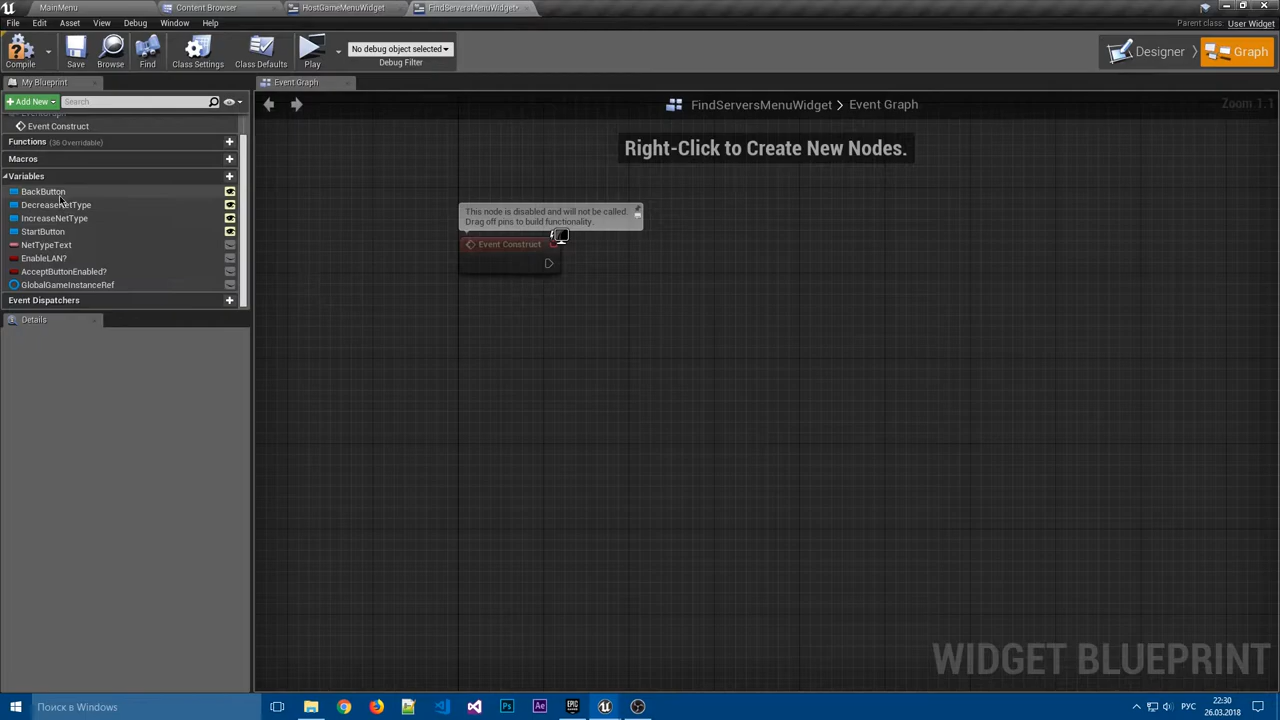 MainMenu
Content Browser
HostGameMenuWidget
FindServersMenuWidget*
File
Edit
Asset
View
Debug
Window
Help
Parent class: User Widget
Compile
Save
Browse
Find
Class Settings
Class Defaults
Play
No debug object selected
Debug Filter
Designer
Graph
My Blueprint
Event Graph
Add New
Search
FindServersMenuWidget > Event Graph
Zoom 1:1
EventGraph
Event Construct
Functions (36 Overridable)
Macros
Variables
BackButton
DecreaseNetType
IncreaseNetType
StartButton
NetTypeText
EnableLAN?
AcceptButtonEnabled?
GlobalGameInstanceRef
Event Dispatchers
Details
Right-Click to Create New Nodes.
This node is disabled and will not be called.
Drag off pins to build functionality.
Event Construct
WIDGET BLUEPRINT
Поиск в Windows
РУС
22:30
26.03.2018